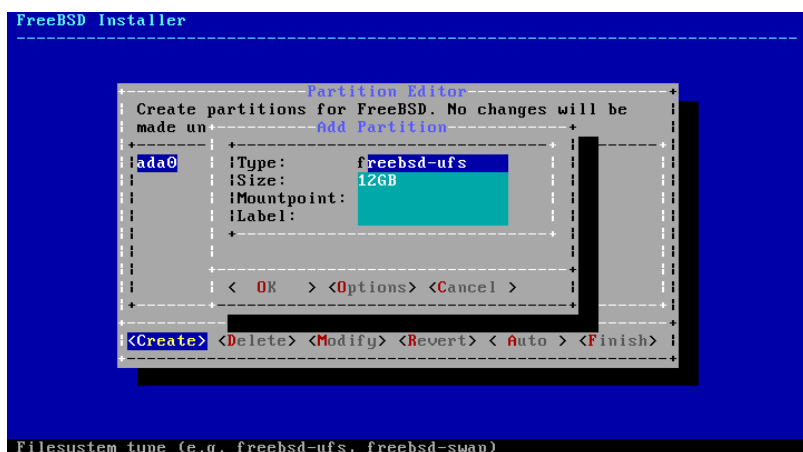 FreeBSD Installer
Partition Editor
Create partitions for FreeBSD. No changes will be
made un
Add Partition
ada0
Type: freebsd-ufs
Size: 12GB
Mountpoint:
Label:
< OK > <Options> <Cancel >
<Create> <Delete> <Modify> <Revert> < Auto > <Finish>
Filesystem type (e.g. freebsd-ufs, freebsd-swap)